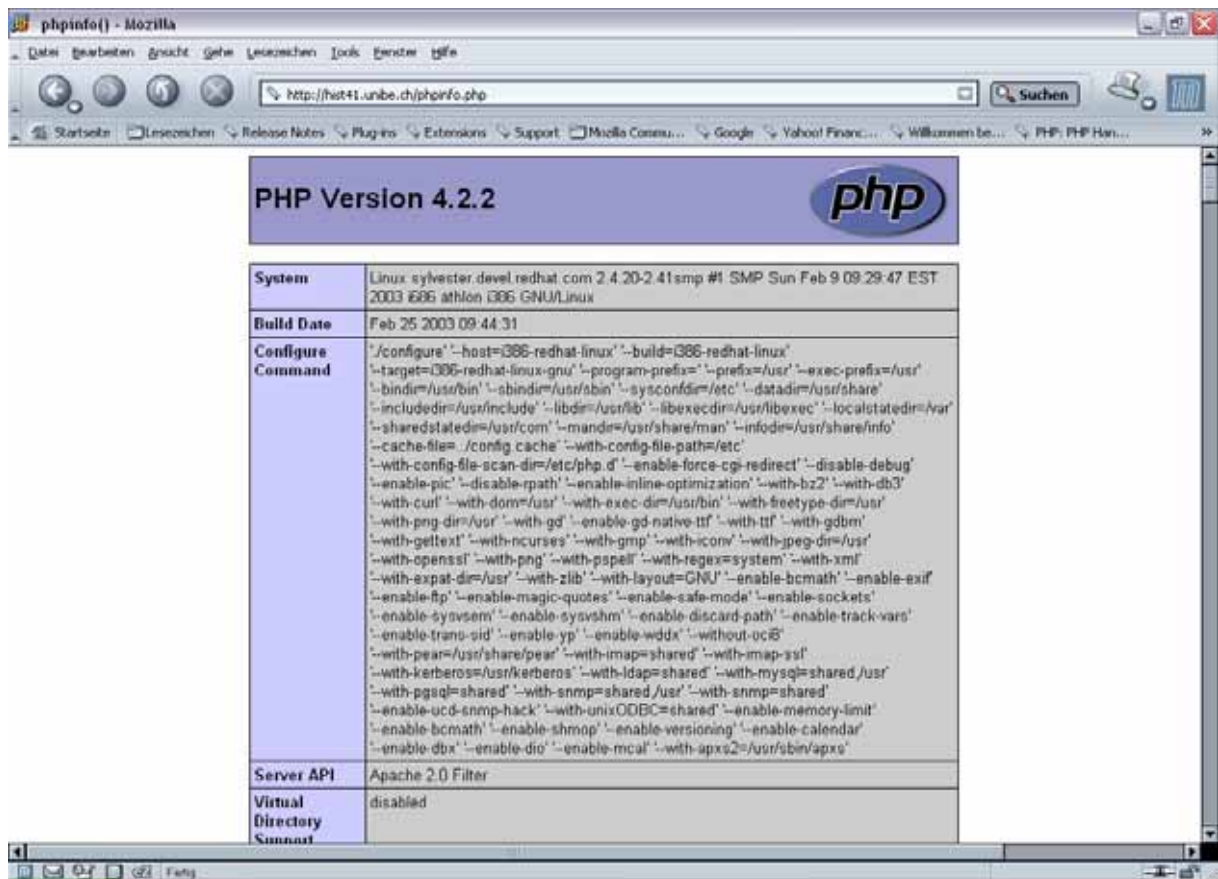 phpinfo() - Mozilla
Datei Bearbeiten Ansicht Gehe Lesezeichen Tools Fenster Hilfe
http://hist41.unibe.ch/phpinfo.php
Suchen
Startseite Lesezeichen Release Notes Plug-ins Extensions Support Mozilla Commu... Google Yahoo! Financ... Willkommen be... PHP: PHP Han...
PHP Version 4.2.2
php
System Linux sylvester.devel.redhat.com 2.4.20-2.41smp #1 SMP Sun Feb 9 09:29:47 EST
2003 i686 athlon i386 GNU/Linux
Build Date Feb 25 2003 09:44:31
Configure Command
'./configure' '--host=i386-redhat-linux' '--build=i386-redhat-linux'
'--target=i386-redhat-linux-gnu' '--program-prefix=' '--prefix=/usr' '--exec-prefix=/usr'
'--bindir=/usr/bin' '--sbindir=/usr/sbin' '--sysconfdir=/etc' '--datadir=/usr/share'
'--includedir=/usr/include' '--libdir=/usr/lib' '--libexecdir=/usr/libexec' '--localstatedir=/var'
'--sharedstatedir=/usr/com' '--mandir=/usr/share/man' '--infodir=/usr/share/info'
'--cache-file=../config.cache' '--with-config-file-path=/etc'
'--with-config-file-scan-dir=/etc/php.d' '--enable-force-cgi-redirect' '--disable-debug'
'--enable-pic' '--disable-rpath' '--enable-inline-optimization' '--with-bz2' '--with-db3'
'--with-curl' '--with-dom=/usr' '--with-exec-dir=/usr/bin' '--with-freetype-dir=/usr'
'--with-png-dir=/usr' '--with-gd' '--enable-gd-native-ttf' '--with-ttf' '--with-gdbm'
'--with-gettext' '--with-ncurses' '--with-gmp' '--with-iconv' '--with-jpeg-dir=/usr'
'--with-openssl' '--with-png' '--with-pspell' '--with-regex=system' '--with-xml'
'--with-expat-dir=/usr' '--with-zlib' '--with-layout=GNU' '--enable-bcmath' '--enable-exif'
'--enable-ftp' '--enable-magic-quotes' '--enable-safe-mode' '--enable-sockets'
'--enable-sysvsem' '--enable-sysvshm' '--enable-discard-path' '--enable-track-vars'
'--enable-trans-sid' '--enable-yp' '--enable-wddx' '--without-oci8'
'--with-pear=/usr/share/pear' '--with-imap=shared' '--with-imap-ssl'
'--with-kerberos=/usr/kerberos' '--with-ldap=shared' '--with-mysql=shared,/usr'
'--with-pgsql=shared' '--with-snmp=shared,/usr' '--with-snmp=shared'
'--enable-ucd-snmp-hack' '--with-unixODBC=shared' '--enable-memory-limit'
'--enable-bcmath' '--enable-shmop' '--enable-versioning' '--enable-calendar'
'--enable-dbx' '--enable-dio' '--enable-mcal' '--with-apxs2=/usr/sbin/apxs'
Server API Apache 2.0 Filter
Virtual Directory Support disabled
Fertig